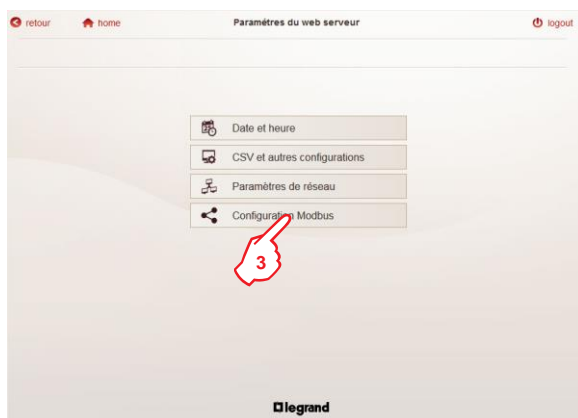 retour home Paramètres du web serveur logout
Date et heure
CSV et autres configurations
Paramètres de réseau
Configuration Modbus
3
legrand